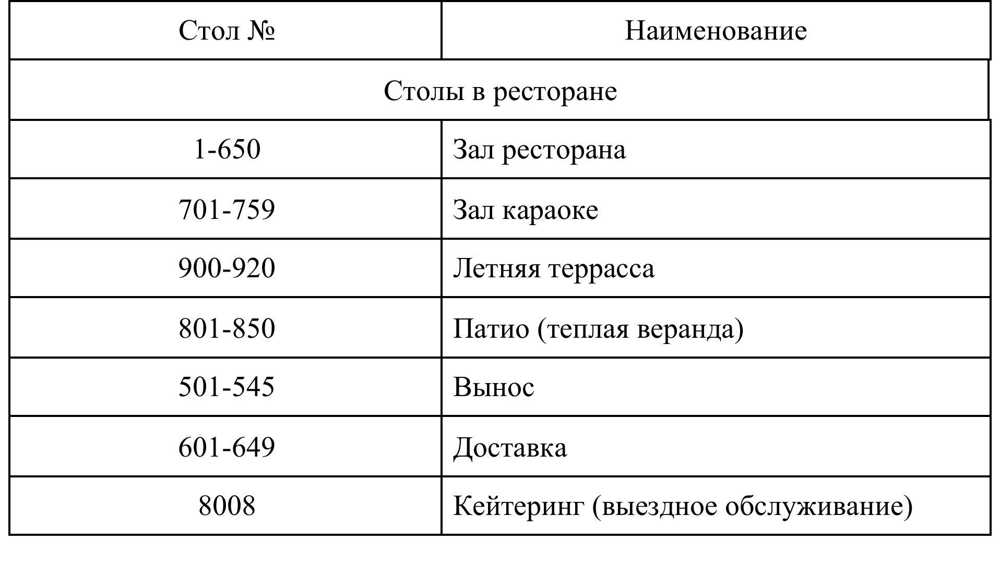 Стол № Наименование
Столы в ресторане
1-650 Зал ресторана
701-759 Зал караоке
900-920 Летняя террасса
801-850 Патио (теплая веранда)
501-545 Вынос
601-649 Доставка
8008 Кейтеринг (выездное обслуживание)